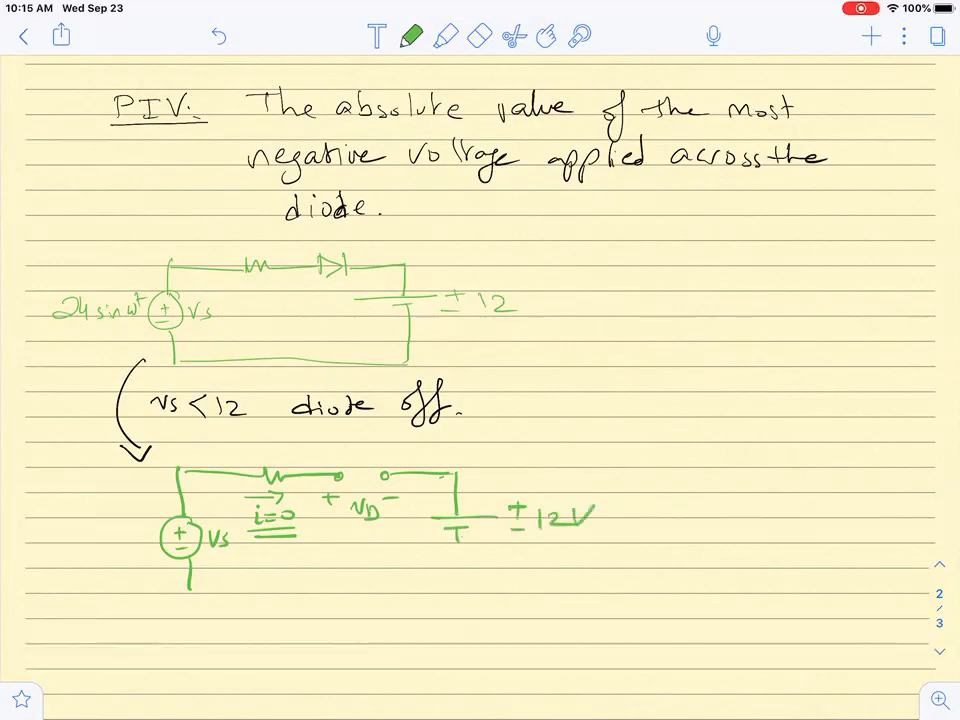 10:15 AM Wed Sep 23
100%
PIV: The absolute value of the most
negative voltage applied across the
diode.
24 sin ωt + - Vs + - 12
Vs < 12 diode off.
+ VD -
i=0
+ - Vs + - 12V
2
/
3